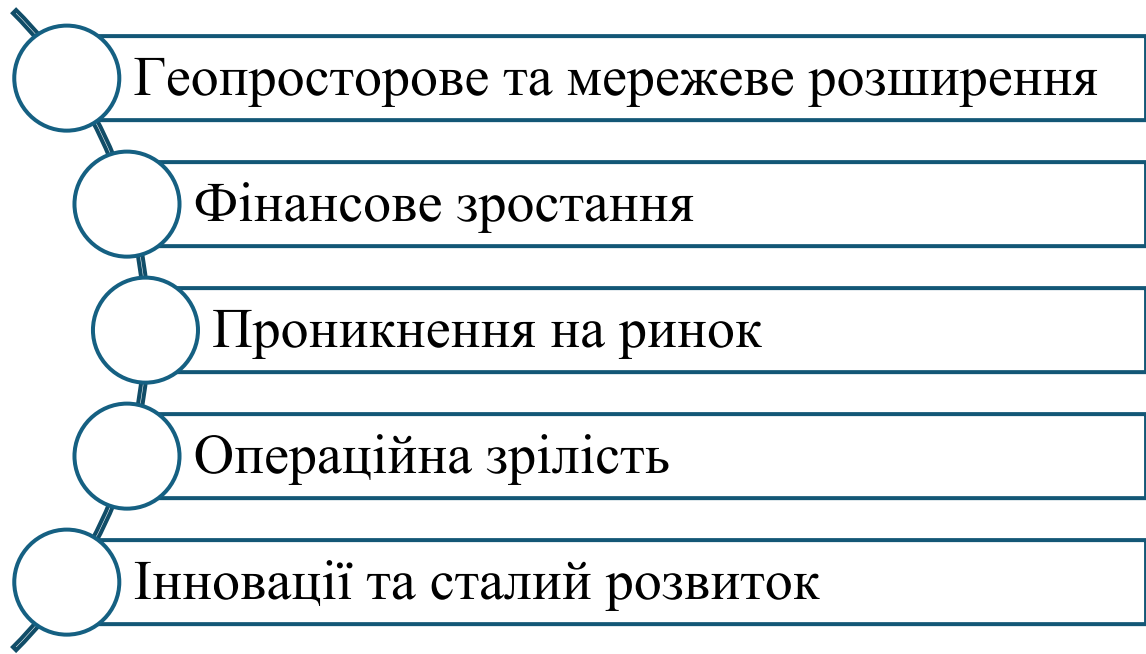 Геопросторове та мережеве розширення
Фінансове зростання
Проникнення на ринок
Операційна зрілість
Інновації та сталий розвиток